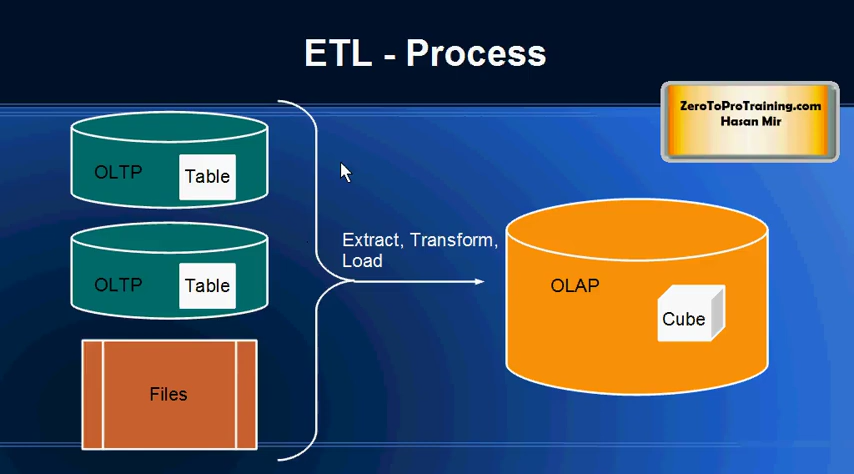 ETL - Process
ZeroToProTraining.com
Hasan Mir
OLTP
Table
OLTP
Table
Files
Extract, Transform,
Load
OLAP
Cube